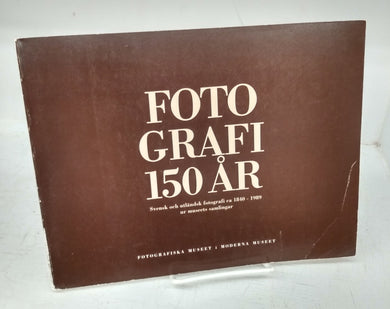 FOTO
GRAFI
150 ÅR
Svensk och utländsk fotografi ca 1840 - 1989
ur museets samlingar
FOTOGRAFISKA MUSEET i MODERNA MUSEET